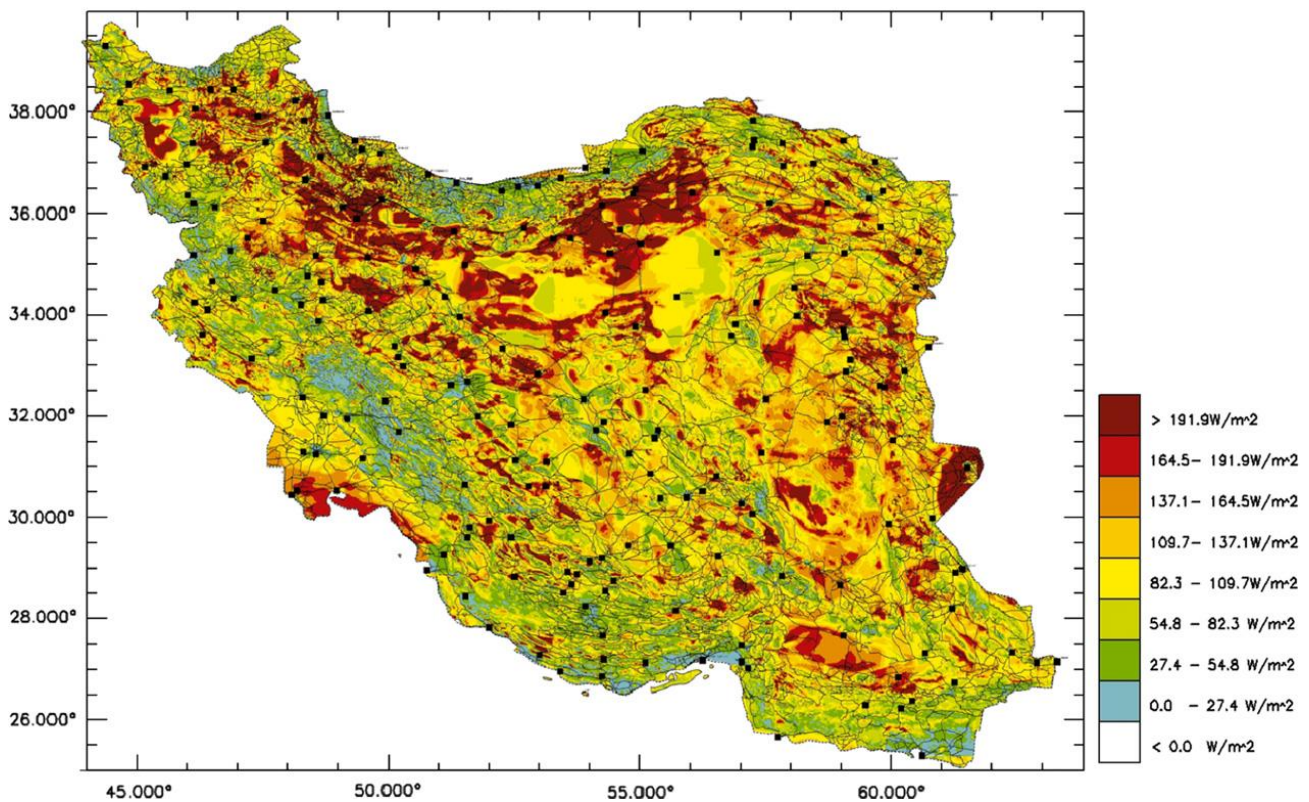 38.000°
36.000°
34.000°
32.000°
30.000°
28.000°
26.000°
45.000°
50.000°
55.000°
60.000°
> 191.9W/m^2
164.5- 191.9W/m^2
137.1 - 164.5W/m^2
109.7- 137.1W/m^2
82.3 - 109.7W/m^2
54.8 - 82.3 W/m^2
27.4 - 54.8 W/m^2
0.0 - 27.4 W/m^2
< 0.0 W/m^2